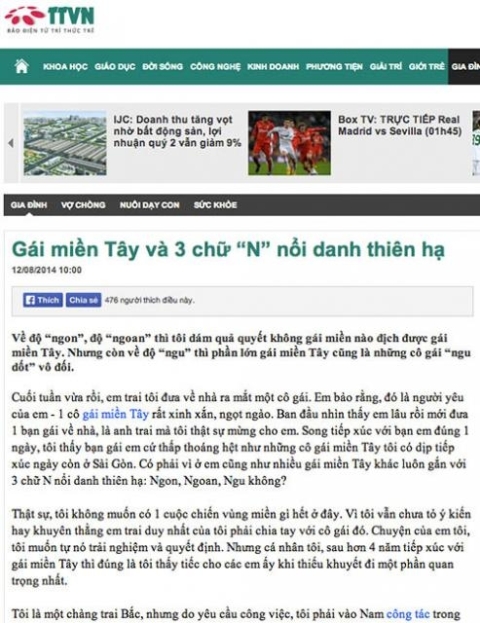 TTVN
BÁO ĐIỆN TỬ TRÍ THỨC TRẺ
KHOA HỌC GIÁO DỤC ĐỜI SỐNG CÔNG NGHỆ KINH DOANH PHƯƠNG TIỆN GIẢI TRÍ GIỚI TRẺ GIA ĐÌN
IJC: Doanh thu tăng vọt
nhờ bất động sản, lợi
nhuận quý 2 vẫn giảm 9%
Box TV: TRỰC TIẾP Real
Madrid vs Sevilla (01h45)
GIA ĐÌNH VỢ CHỒNG NUÔI DẠY CON SỨC KHỎE
Gái miền Tây và 3 chữ “N” nổi danh thiên hạ
12/08/2014 10:00
Thích Chia sẻ 476 người thích điều này.
Về độ “ngon”, độ “ngoan” thì tôi dám quả quyết không gái miền nào địch được gái
miền Tây. Nhưng còn về độ “ngu” thì phần lớn gái miền Tây cũng là những cô gái “ngu
dốt” vô đối.
Cuối tuần vừa rồi, em trai tôi đưa về nhà ra mắt một cô gái. Em bảo rằng, đó là người yêu
của em - 1 cô gái miền Tây rất xinh xắn, ngọt ngào. Ban đầu nhìn thấy em lâu rồi mới đưa
1 bạn gái về nhà, là anh trai mà tôi thật sự mừng cho em. Song tiếp xúc với bạn em đúng 1
ngày, tôi thấy bạn gái em cứ thấp thoáng hệt như những cô gái miền Tây tôi có dịp tiếp
xúc ngày còn ở Sài Gòn. Có phải vì ở em cũng như nhiều gái miền Tây khác luôn gắn với
3 chữ N nổi danh thiên hạ: Ngon, Ngoan, Ngu không?
Thật sự, tôi không muốn có 1 cuộc chiến vùng miền gì hết ở đây. Vì tôi vẫn chưa tỏ ý kiến
hay khuyên thẳng em trai duy nhất của tôi phải chia tay với cô gái đó. Chuyện của em tôi,
tôi muốn tự nó trải nghiệm và quyết định. Nhưng cá nhân tôi, sau hơn 4 năm tiếp xúc với
gái miền Tây thì đúng là tôi thấy tiếc cho các em ấy khi thiếu khuyết đi một phần quan
trọng nhất.
Tôi là một chàng trai Bắc, nhưng do yêu cầu công việc, tôi phải vào Nam công tác trong